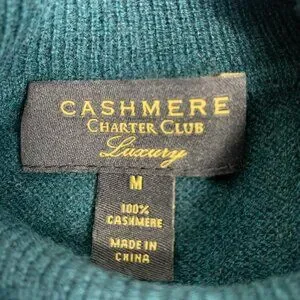 CASHMERE
CHARTER CLUB
Luxury
M
100%
CASHMERE
MADE IN
CHINA